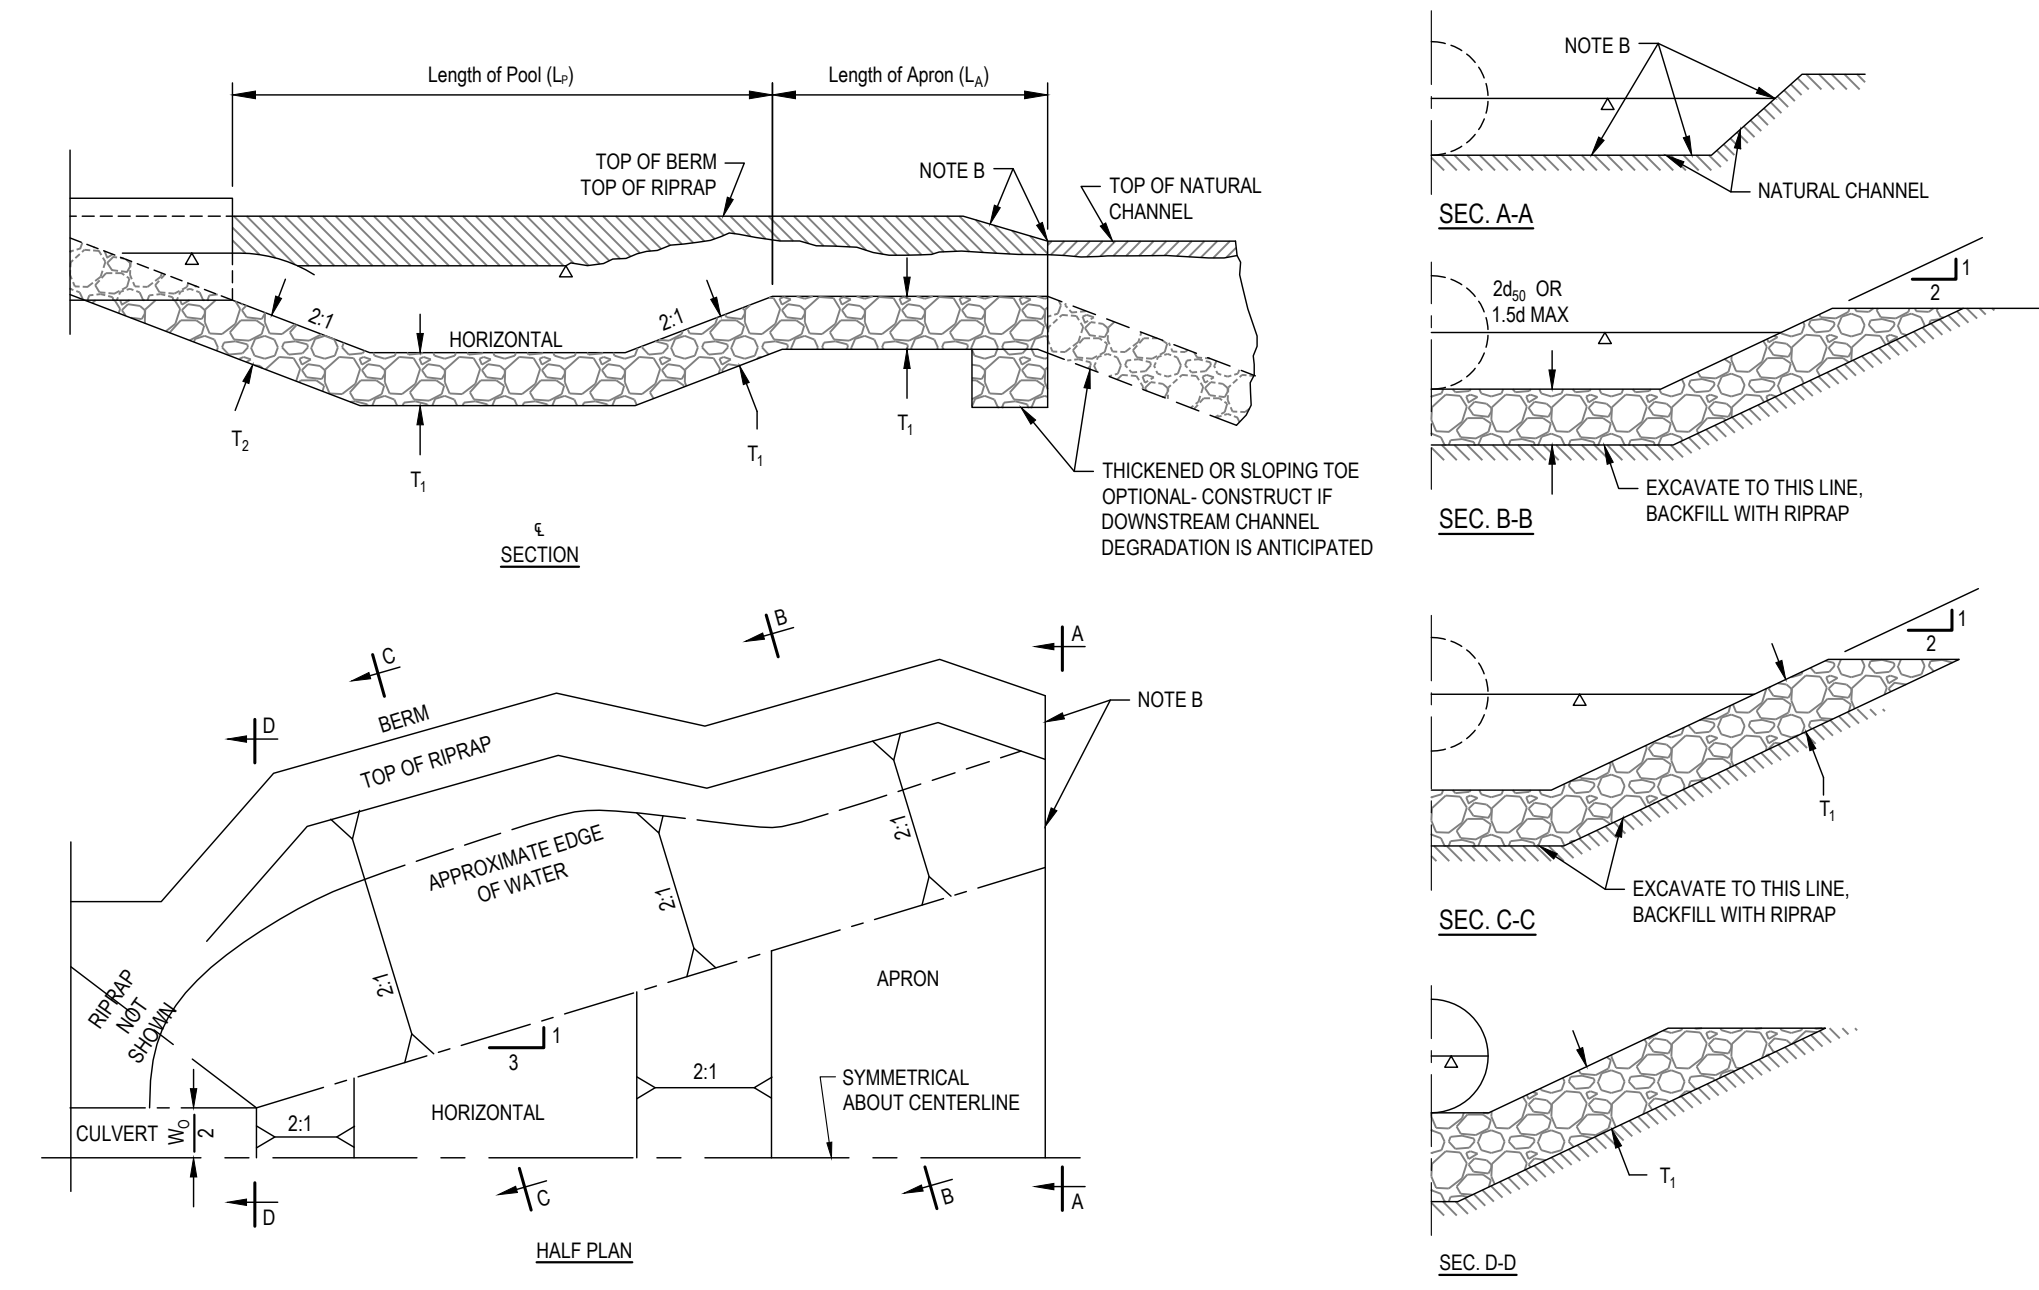 Length of Pool (LP)
Length of Apron (LA)
TOP OF BERM
TOP OF RIPRAP
NOTE B
TOP OF NATURAL
CHANNEL
2:1
HORIZONTAL
2:1
T2
T1
T1
T1
THICKENED OR SLOPING TOE
OPTIONAL- CONSTRUCT IF
DOWNSTREAM CHANNEL
DEGRADATION IS ANTICIPATED
℄
SECTION
NOTE B
NATURAL CHANNEL
SEC. A-A
2d50 OR
1.5d MAX
1
2
EXCAVATE TO THIS LINE,
BACKFILL WITH RIPRAP
SEC. B-B
1
2
T1
EXCAVATE TO THIS LINE,
BACKFILL WITH RIPRAP
SEC. C-C
T1
SEC. D-D
D
C
B
A
BERM
TOP OF RIPRAP
NOTE B
APPROXIMATE EDGE
OF WATER
2:1
2:1
2:1
RIPRAP
NOT
SHOWN
1
3
APRON
2:1
2:1
HORIZONTAL
SYMMETRICAL
ABOUT CENTERLINE
CULVERT
WO
2
D
C
B
A
HALF PLAN